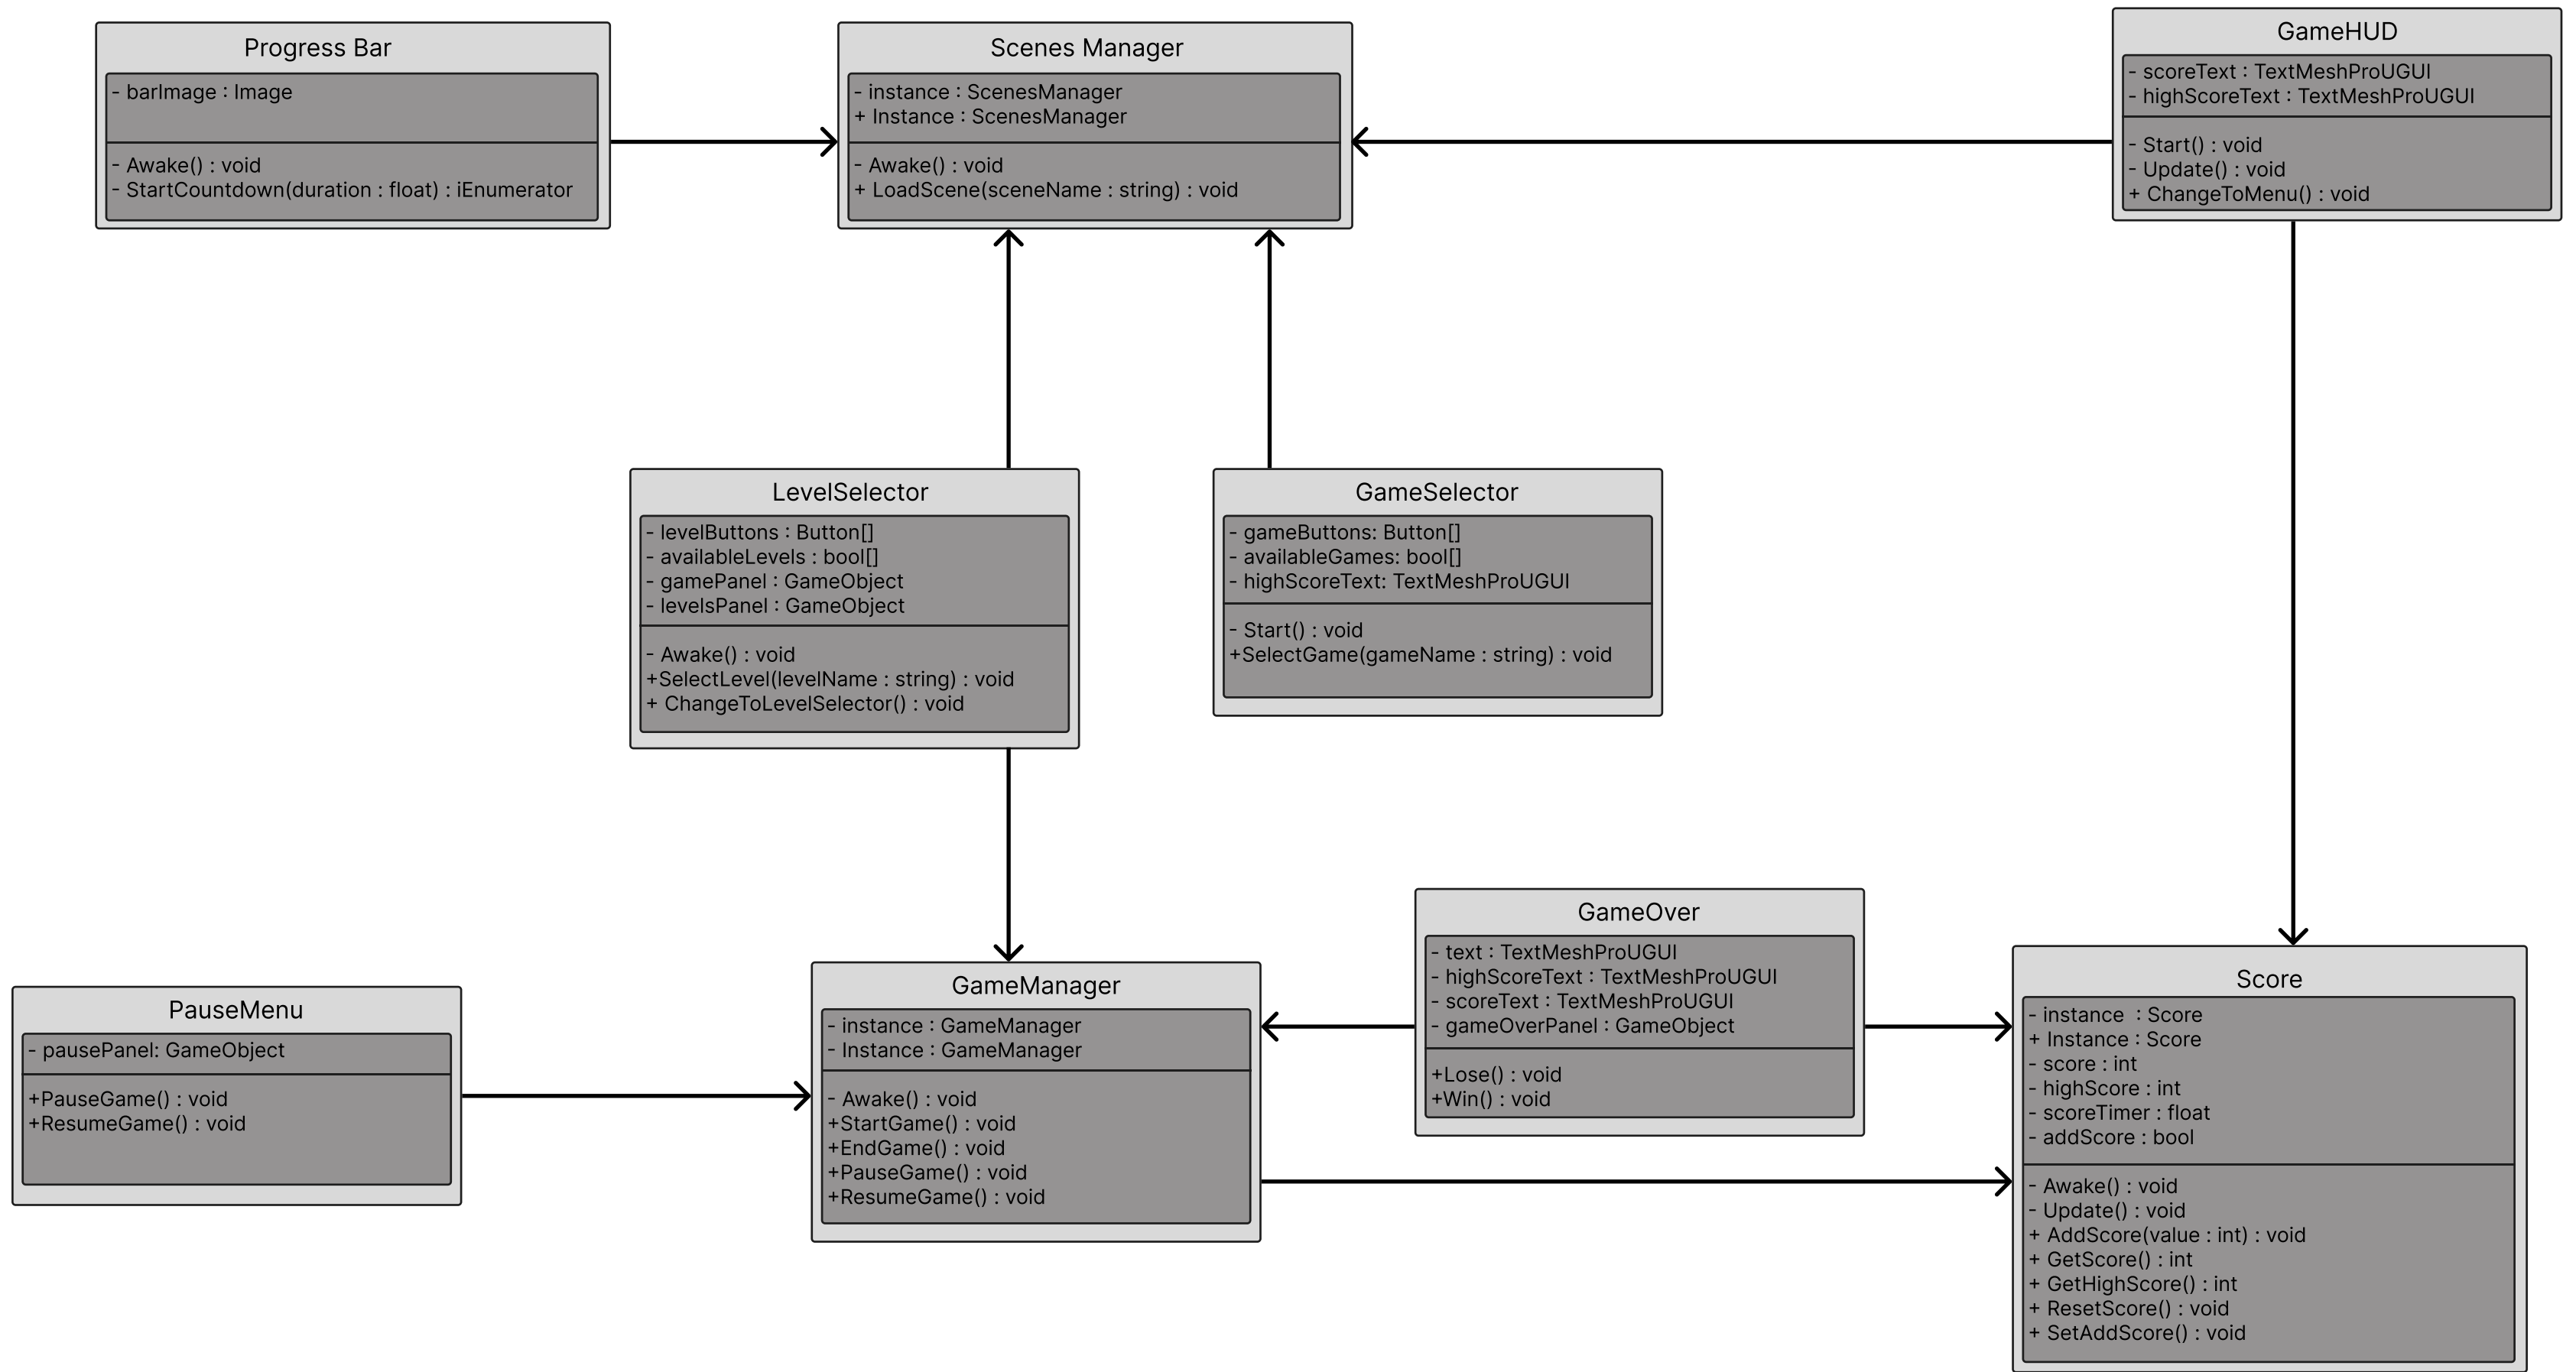 Progress Bar
- barImage : Image
- Awake() : void
- StartCountdown(duration : float) : iEnumerator
Scenes Manager
- instance : ScenesManager
+ Instance : ScenesManager
- Awake() : void
+ LoadScene(sceneName : string) : void
GameHUD
- scoreText : TextMeshProUGUI
- highScoreText : TextMeshProUGUI
- Start() : void
- Update() : void
+ ChangeToMenu() : void
LevelSelector
- levelButtons : Button[]
- availableLevels : bool[]
- gamePanel : GameObject
- levelsPanel : GameObject
- Awake() : void
+SelectLevel(levelName : string) : void
+ ChangeToLevelSelector() : void
GameSelector
- gameButtons: Button[]
- availableGames: bool[]
- highScoreText: TextMeshProUGUI
- Start() : void
+SelectGame(gameName : string) : void
PauseMenu
- pausePanel: GameObject
+PauseGame() : void
+ResumeGame() : void
GameManager
- instance : GameManager
- Instance : GameManager
- Awake() : void
+StartGame() : void
+EndGame() : void
+PauseGame() : void
+ResumeGame() : void
GameOver
- text : TextMeshProUGUI
- highScoreText : TextMeshProUGUI
- scoreText : TextMeshProUGUI
- gameOverPanel : GameObject
+Lose() : void
+Win() : void
Score
- instance  : Score
+ Instance : Score
- score : int
- highScore : int
- scoreTimer : float
- addScore : bool
- Awake() : void
- Update() : void
+ AddScore(value : int) : void
+ GetScore() : int
+ GetHighScore() : int
+ ResetScore() : void
+ SetAddScore() : void